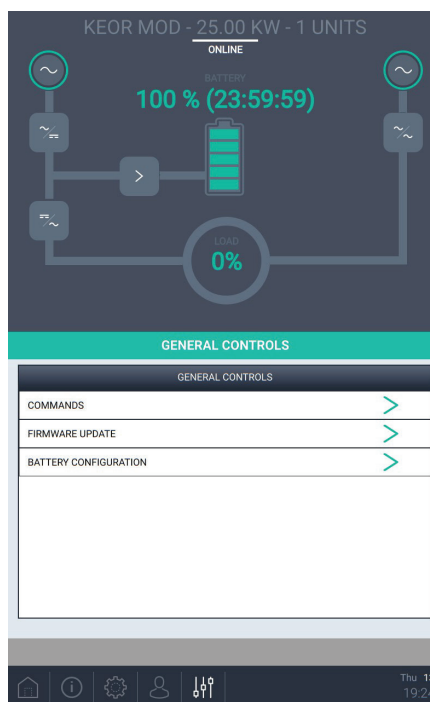 KEOR MOD - 25.00 KW - 1 UNITS
ONLINE
BATTERY
100 % (23:59:59)
LOAD
0%
GENERAL CONTROLS
GENERAL CONTROLS
COMMANDS
FIRMWARE UPDATE
BATTERY CONFIGURATION
Thu